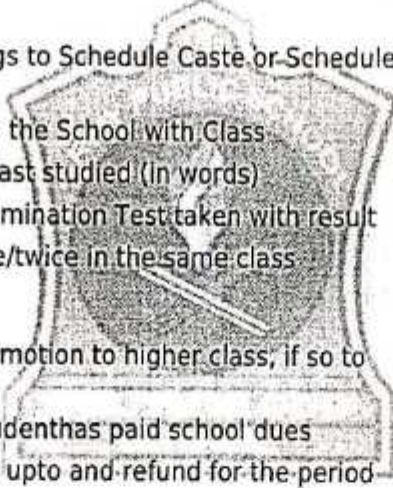 gs to Schedule Caste or Schedule
the School with Class
ast studied (in words)
mination Test taken with result
e/twice in the same class
motion to higher class, if so to
udenthas paid school dues
upto and refund for the period